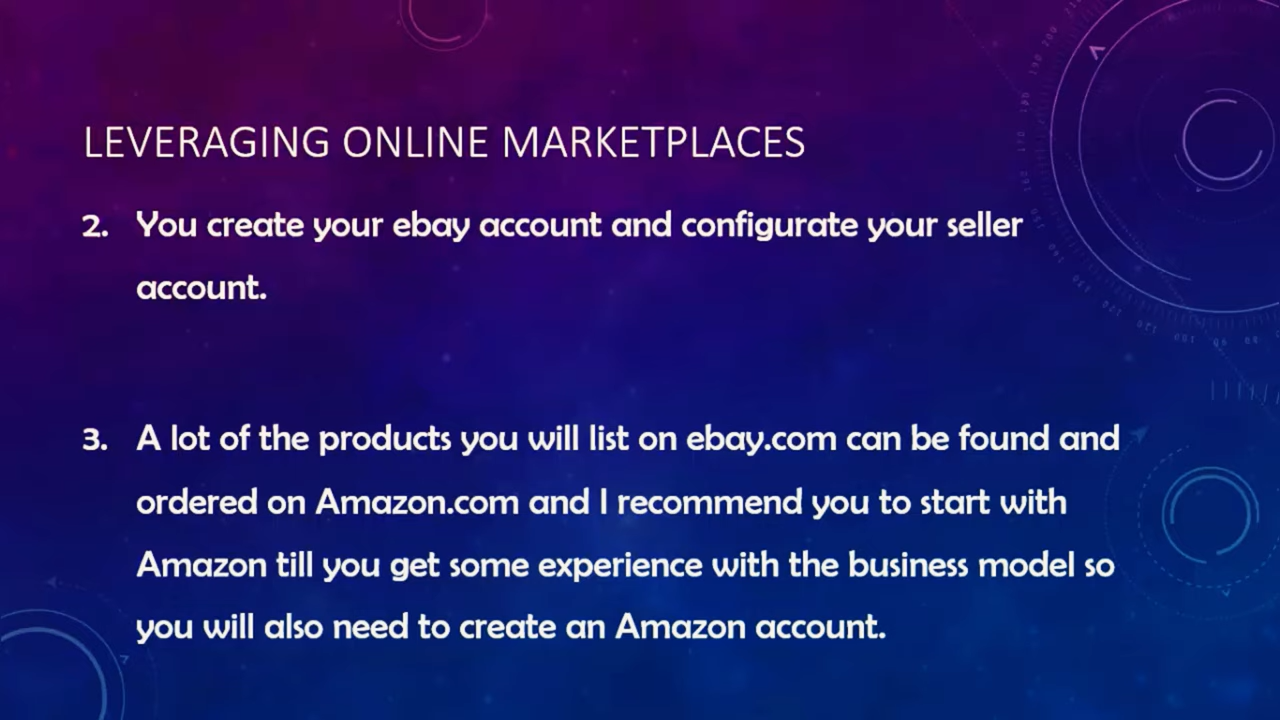 LEVERAGING ONLINE MARKETPLACES
2. You create your ebay account and configurate your seller
account.
3. A lot of the products you will list on ebay.com can be found and
ordered on Amazon.com and I recommend you to start with
Amazon till you get some experience with the business model so
you will also need to create an Amazon account.